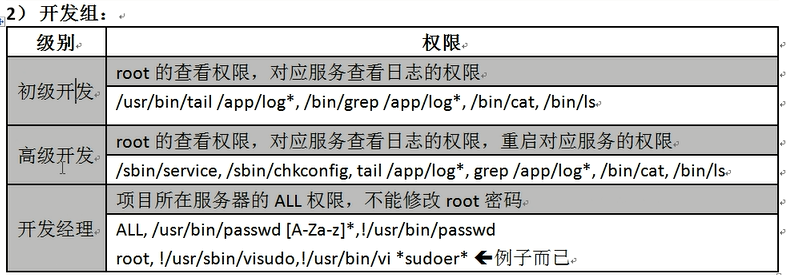 2）开发组：
级别 权限
初级开发
root 的查看权限，对应服务查看日志的权限
/usr/bin/tail /app/log*, /bin/grep /app/log*, /bin/cat, /bin/ls
高级开发
root 的查看权限，对应服务查看日志的权限，重启对应服务的权限
/sbin/service, /sbin/chkconfig, tail /app/log*, grep /app/log*, /bin/cat, /bin/ls
开发经理
项目所在服务器的 ALL 权限，不能修改 root 密码
ALL, /usr/bin/passwd [A-Za-z]*,!/usr/bin/passwd
root, !/usr/sbin/visudo,!/usr/bin/vi *sudoer* ←例子而已